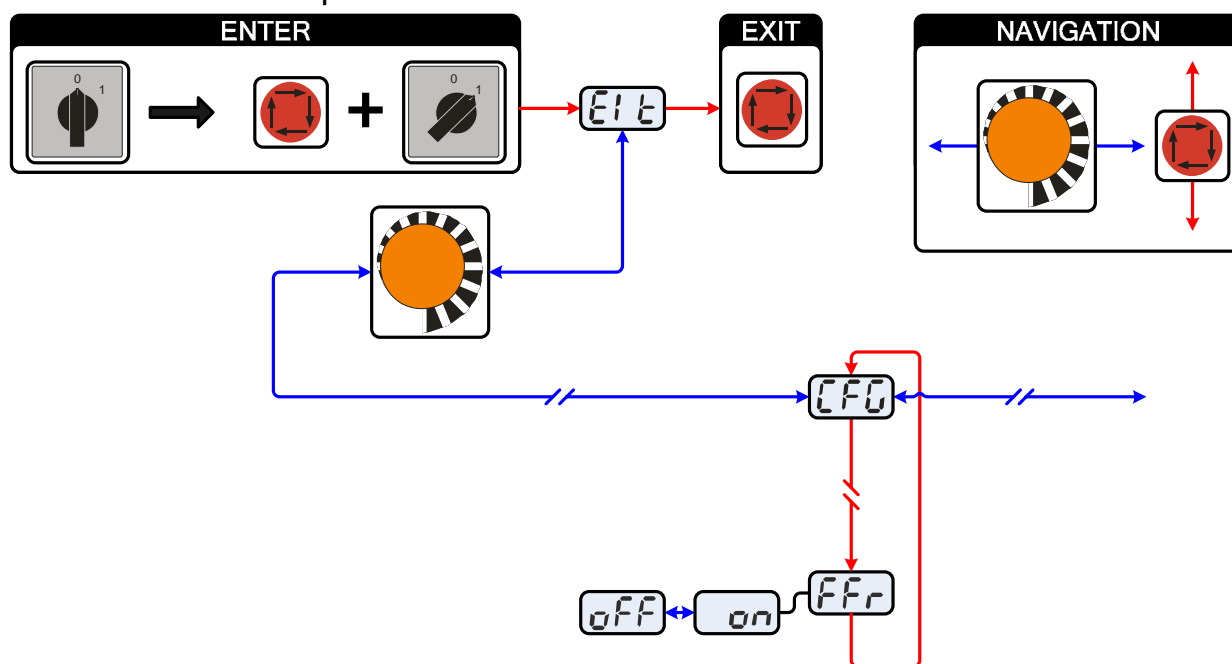 ENTER
EXIT
NAVIGATION
0
1
+
0
1
EIt
CFG
FFr
oFF
on